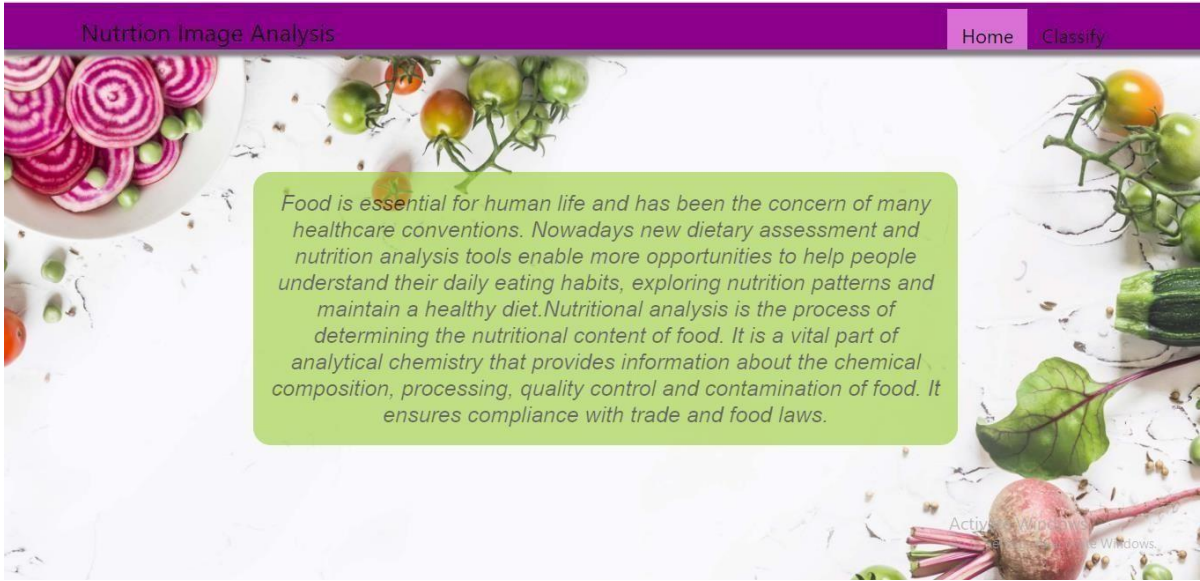 Nutrtion Image Analysis
Home
Classify
Food is essential for human life and has been the concern of many
healthcare conventions. Nowadays new dietary assessment and
nutrition analysis tools enable more opportunities to help people
understand their daily eating habits, exploring nutrition patterns and
maintain a healthy diet.Nutritional analysis is the process of
determining the nutritional content of food. It is a vital part of
analytical chemistry that provides information about the chemical
composition, processing, quality control and contamination of food. It
ensures compliance with trade and food laws.
Windows
Windows.